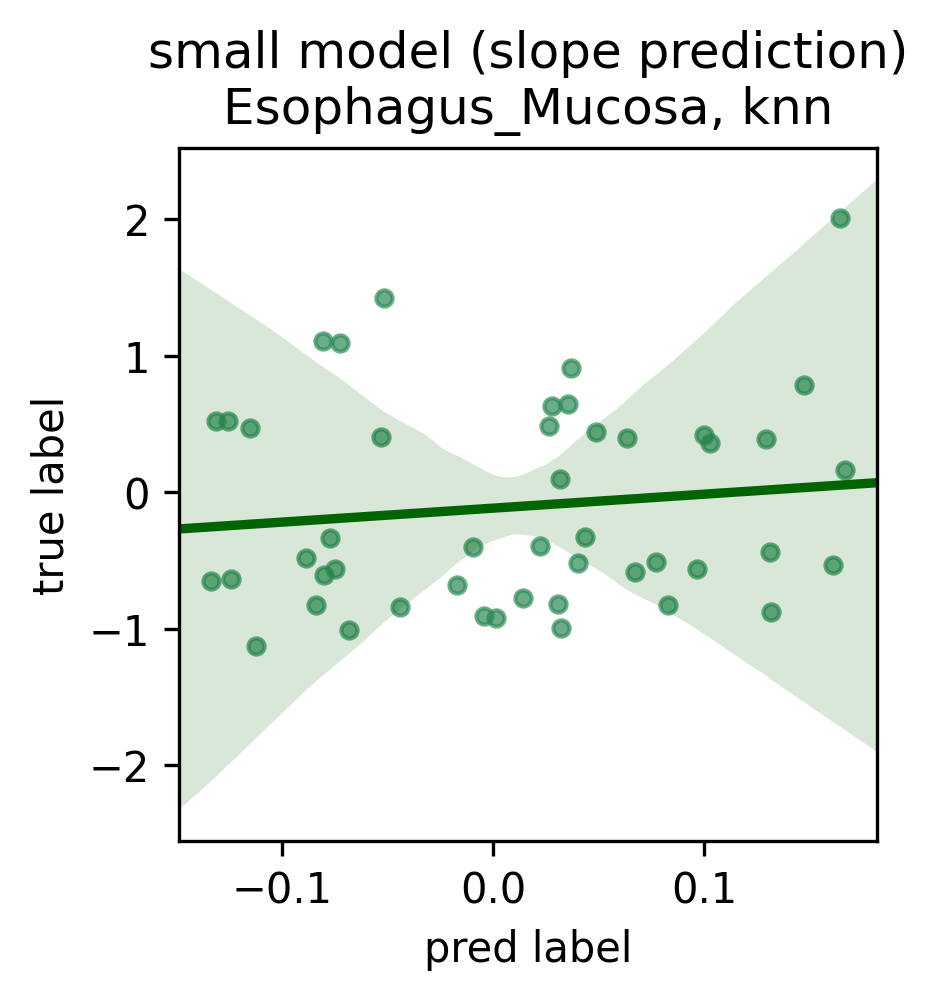 small model (slope prediction)
Esophagus_Mucosa, knn
2
1
0
−1
−2
true label
−0.1
0.0
0.1
pred label